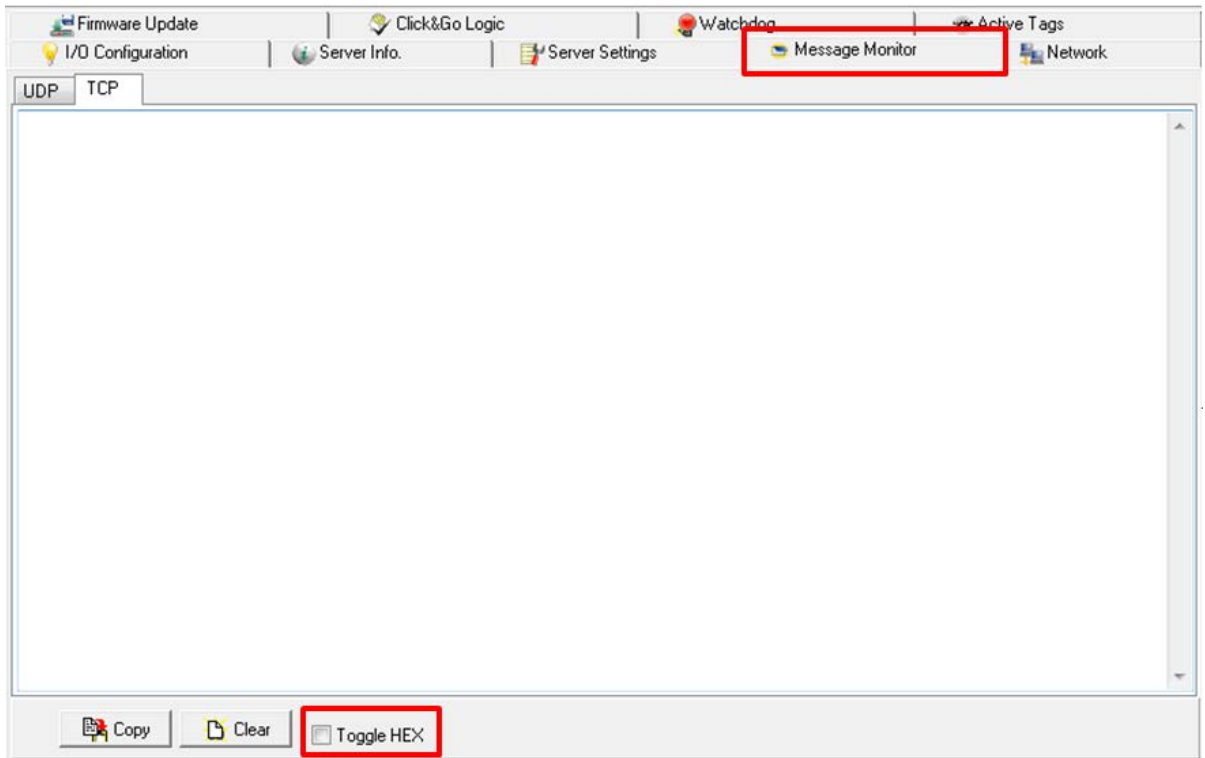 Firmware Update Click&Go Logic Watchdog Active Tags
I/O Configuration Server Info. Server Settings Message Monitor Network
UDP TCP
Copy Clear Toggle HEX